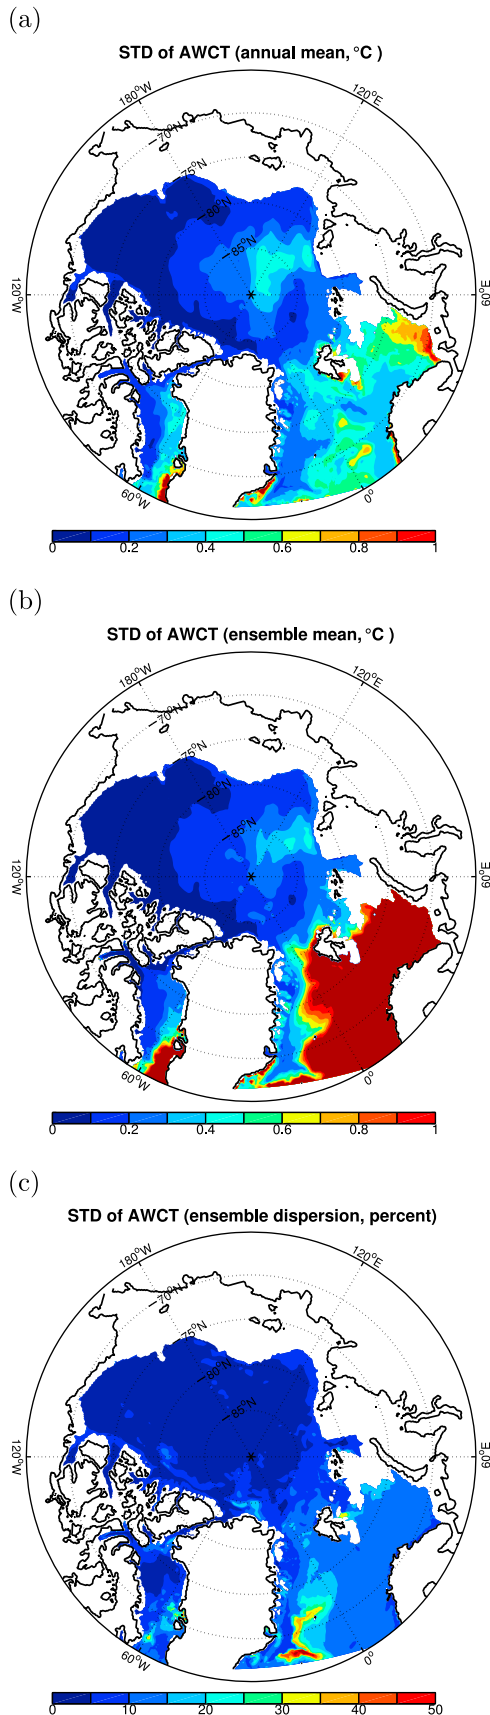 (a)
STD of AWCT (annual mean, °C )
180°W
120°E
70°N
75°N
80°N
85°N
120°W
60°E
60°W
0°
0 0.2 0.4 0.6 0.8 1
(b)
STD of AWCT (ensemble mean, °C )
180°W
120°E
70°N
75°N
80°N
85°N
120°W
60°E
60°W
0°
0 0.2 0.4 0.6 0.8 1
(c)
STD of AWCT (ensemble dispersion, percent)
180°W
120°E
70°N
75°N
80°N
85°N
120°W
60°E
60°W
0°
0 10 20 30 40 50